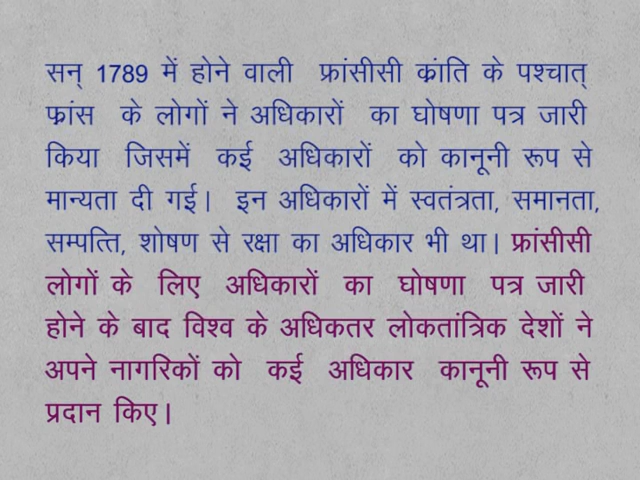 सन् 1789 में होने वाली फ्रांसीसी क्रांति के पश्चात्
फ्रांस के लोगों ने अधिकारों का घोषणा पत्र जारी
किया जिसमें कई अधिकारों को कानूनी रूप से
मान्यता दी गई। इन अधिकारों में स्वतंत्रता, समानता,
सम्पत्ति, शोषण से रक्षा का अधिकार भी था। फ्रांसीसी
लोगों के लिए अधिकारों का घोषणा पत्र जारी
होने के बाद विश्व के अधिकतर लोकतांत्रिक देशों ने
अपने नागरिकों को कई अधिकार कानूनी रूप से
प्रदान किए।